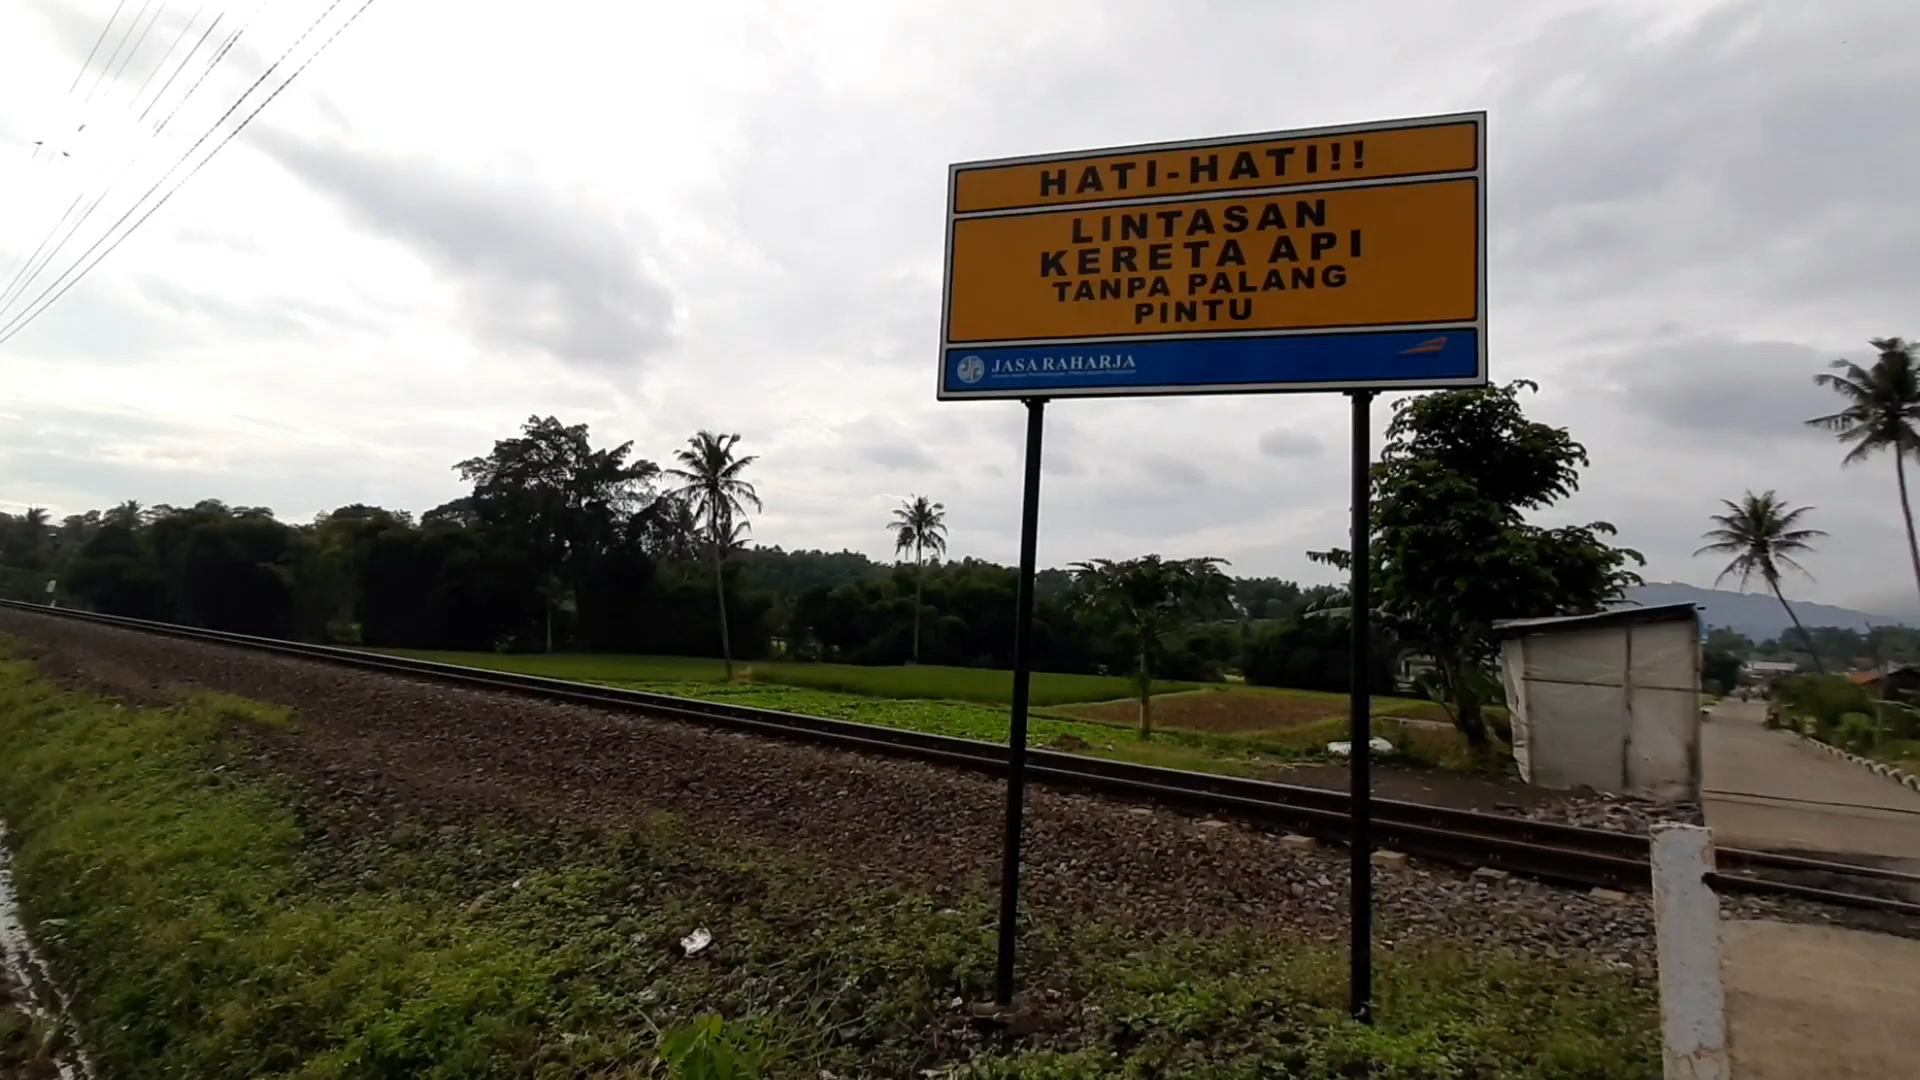 HATI-HATI!!
LINTASAN
KERETA API
TANPA PALANG
PINTU
JASA RAHARJA